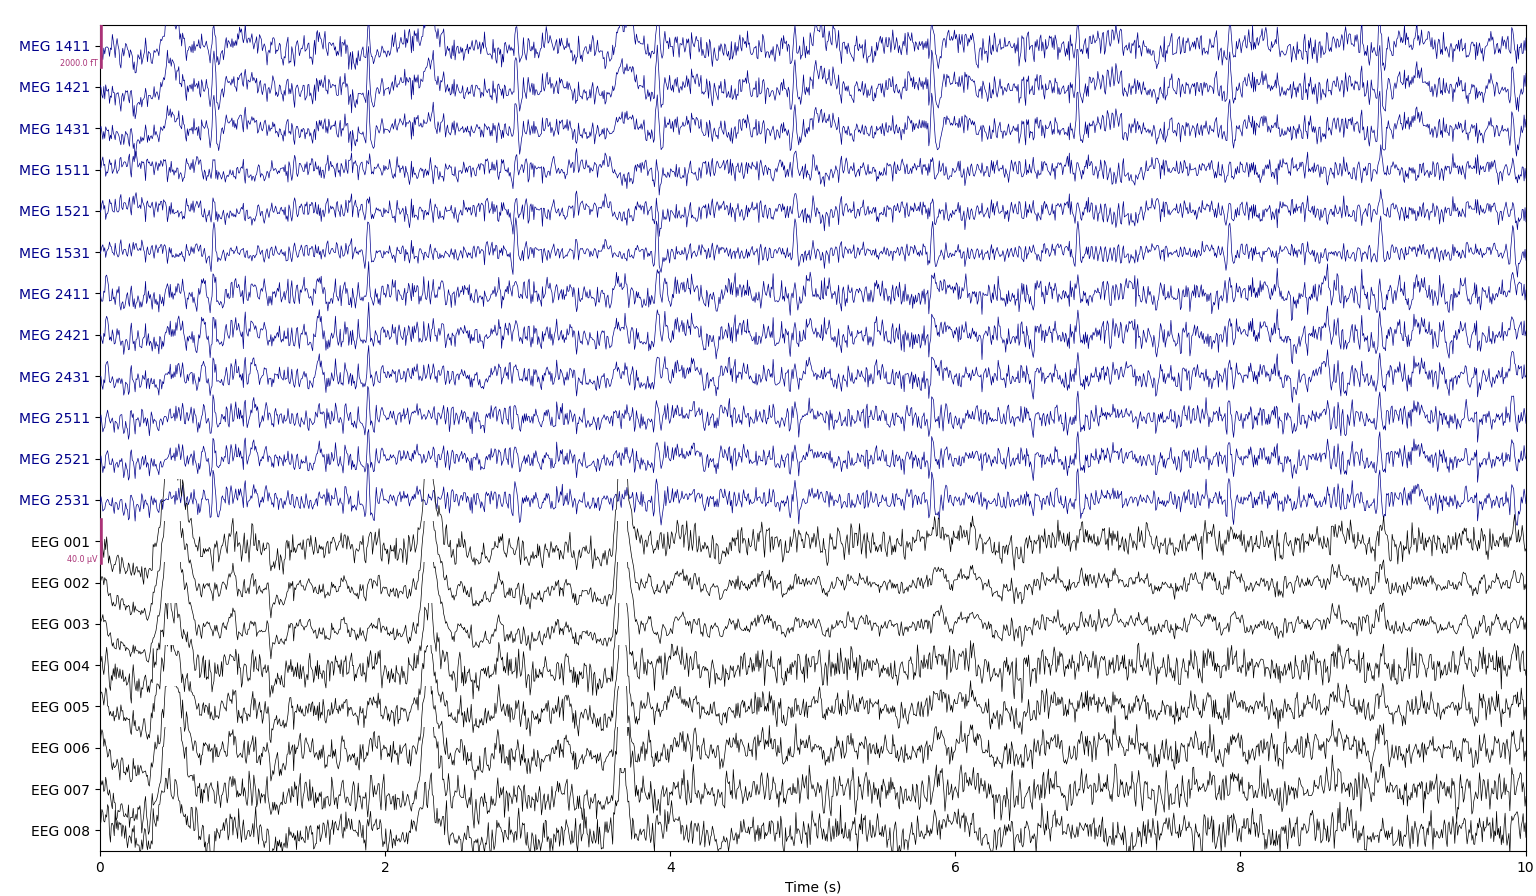 MEG 1411
2000.0 fT
MEG 1421
MEG 1431
MEG 1511
MEG 1521
MEG 1531
MEG 2411
MEG 2421
MEG 2431
MEG 2511
MEG 2521
MEG 2531
EEG 001
40.0 µV
EEG 002
EEG 003
EEG 004
EEG 005
EEG 006
EEG 007
EEG 008
0 2 4 6 8 10
Time (s)